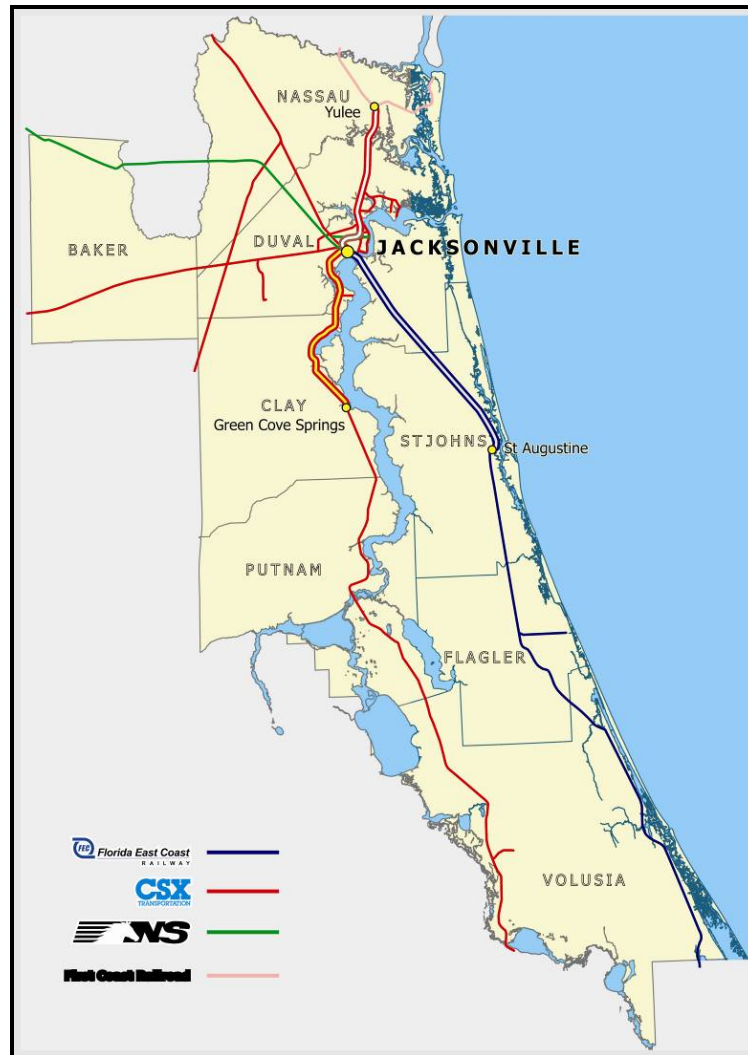 NASSAU
Yulee
BAKER
DUVAL
JACKSONVILLE
CLAY
Green Cove Springs
STJOHNS
St Augustine
PUTNAM
FLAGLER
VOLUSIA
FEC Florida East Coast
RAILWAY
CSX
TRANSPORTATION
NS
First Coast Railroad